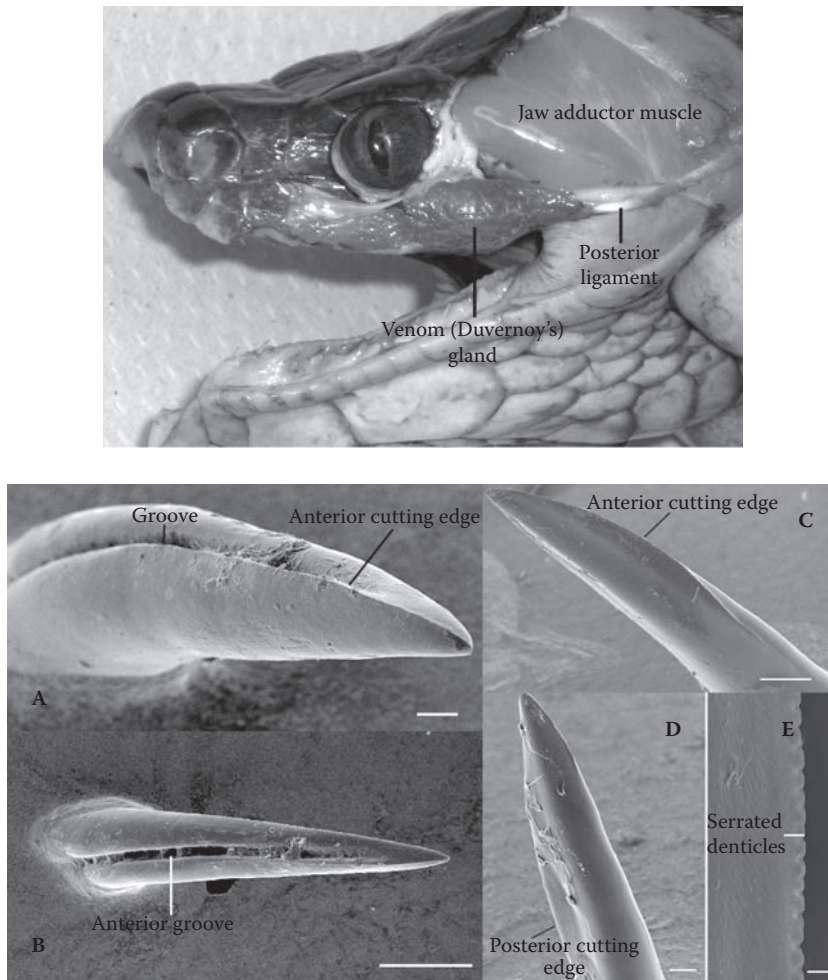 Jaw adductor muscle
Posterior
ligament
Venom (Duvernoy's)
gland
Groove
Anterior cutting edge
A
Anterior groove
B
Anterior cutting edge
C
D
Posterior cutting
edge
E
Serrated
denticles